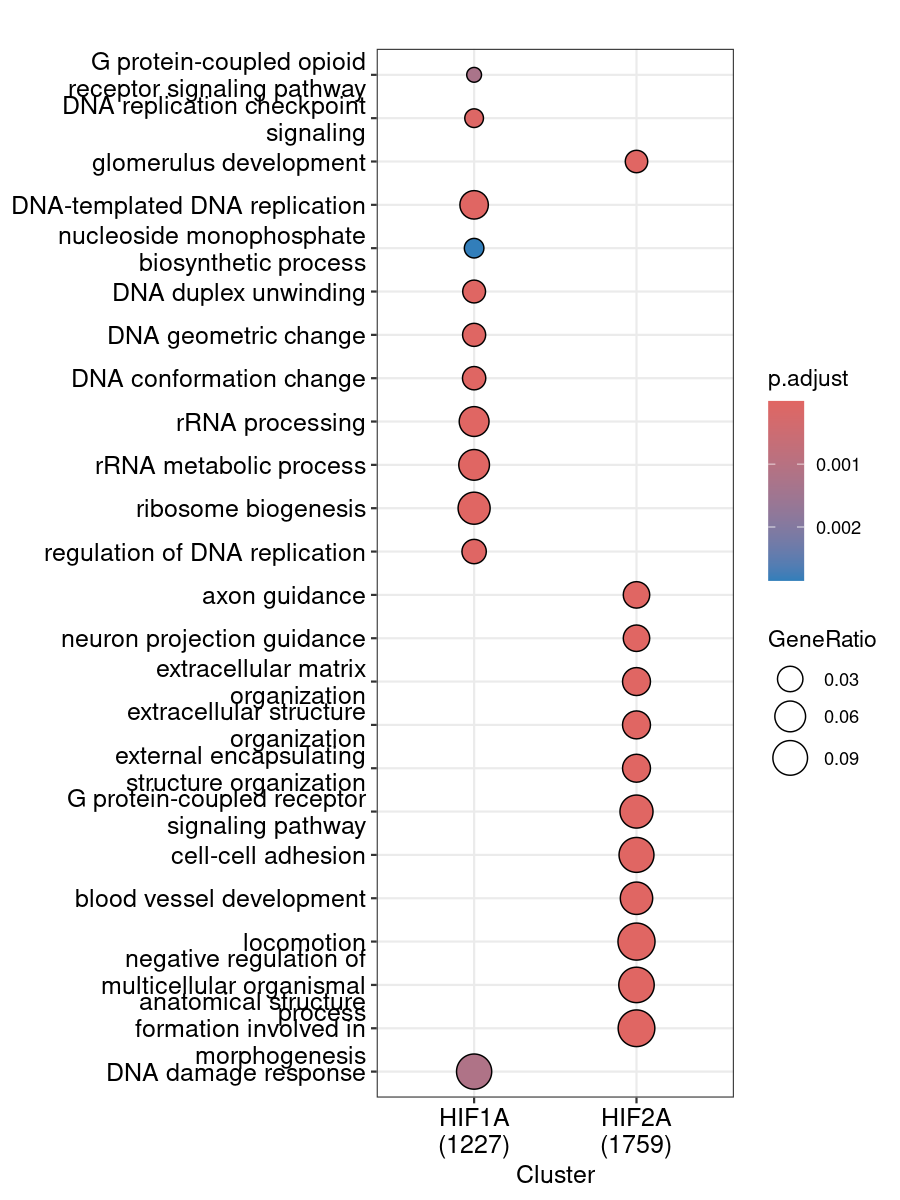 G protein-coupled opioid
receptor signaling pathway
DNA replication checkpoint
signaling
glomerulus development
DNA-templated DNA replication
nucleoside monophosphate
biosynthetic process
DNA duplex unwinding
DNA geometric change
DNA conformation change
rRNA processing
rRNA metabolic process
ribosome biogenesis
regulation of DNA replication
axon guidance
neuron projection guidance
extracellular matrix
organization
extracellular structure
organization
external encapsulating
structure organization
G protein-coupled receptor
signaling pathway
cell-cell adhesion
blood vessel development
locomotion
negative regulation of
multicellular organismal
process
anatomical structure
formation involved in
morphogenesis
DNA damage response
HIF1A
(1227)
HIF2A
(1759)
Cluster
p.adjust
0.001
0.002
GeneRatio
0.03
0.06
0.09